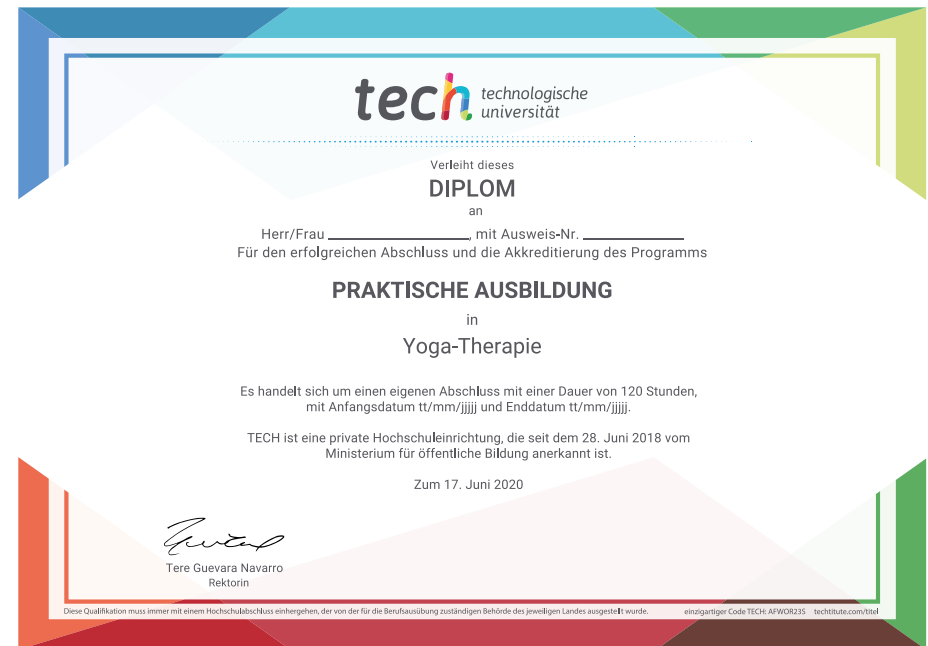 tech technologische
universität
Verleiht dieses
DIPLOM
an
Herr/Frau ____________________, mit Ausweis-Nr. ______________
Für den erfolgreichen Abschluss und die Akkreditierung des Programms
PRAKTISCHE AUSBILDUNG
in
Yoga-Therapie
Es handelt sich um einen eigenen Abschluss mit einer Dauer von 120 Stunden,
mit Anfangsdatum tt/mm/jjjjj und Enddatum tt/mm/jjjjj.
TECH ist eine private Hochschuleinrichtung, die seit dem 28. Juni 2018 vom
Ministerium für öffentliche Bildung anerkannt ist.
Zum 17. Juni 2020
Tere Guevara Navarro
Rektorin
Diese Qualifikation muss immer mit einem Hochschulabschluss einhergehen, der von der für die Berufsausübung zuständigen Behörde des jeweiligen Landes ausgestellt wurde. einzigartiger Code TECH: AFWOR23S techtitute.com/titel